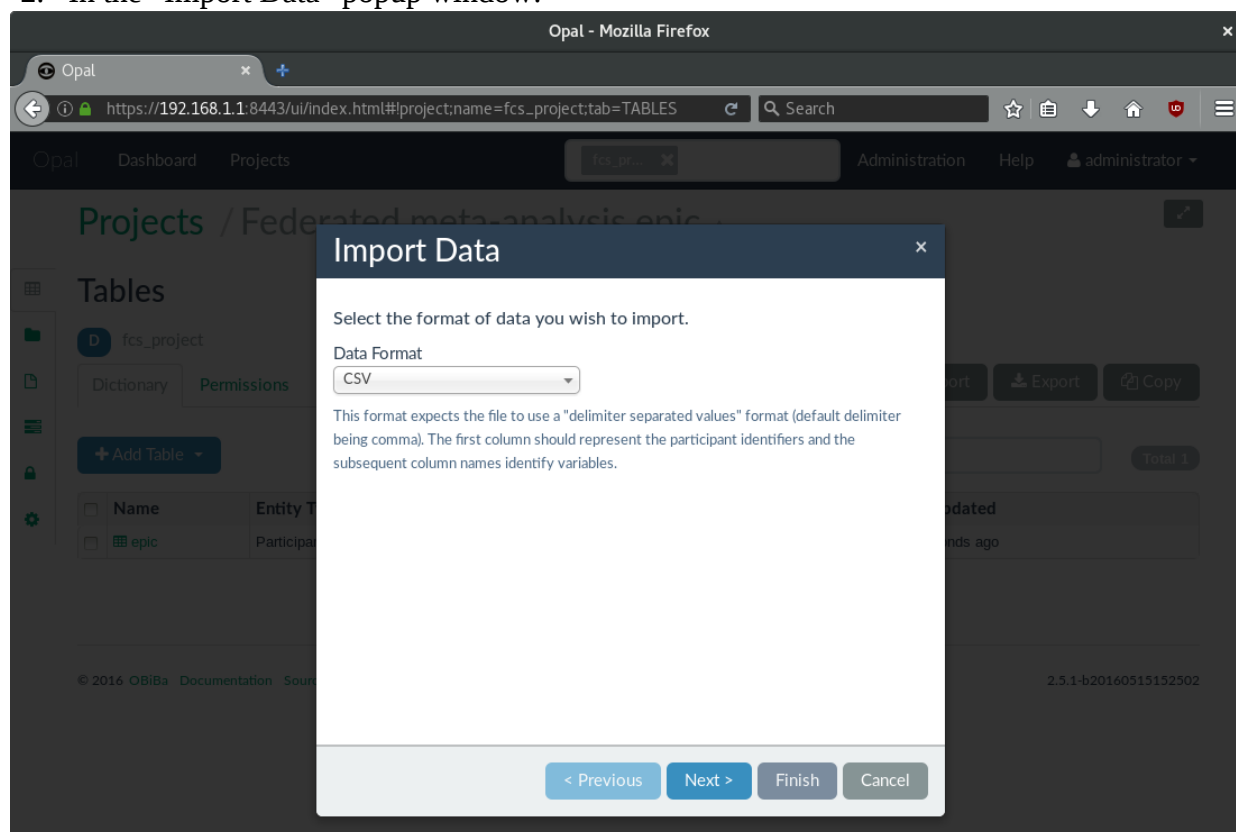 2. In the "Import Data" popup window:
Opal - Mozilla Firefox ×
Opal × +
https://192.168.1.1:8443/ui/index.html#!project;name=fcs_project;tab=TABLES Search
Opal Dashboard Projects fcs_pr... × Administration Help administrator
Projects / Federated meta-analysis epic
Import Data ×
Tables
Select the format of data you wish to import.
D fcs_project
Data Format
CSV
Dictionary Permissions port Export Copy
This format expects the file to use a "delimiter separated values" format (default delimiter
being comma). The first column should represent the participant identifiers and the
subsequent column names identify variables.
+ Add Table Total 1
Name Entity T pdated
epic Participan nds ago
© 2016 OBiBa Documentation Sourc 2.5.1-b20160515152502
< Previous Next > Finish Cancel